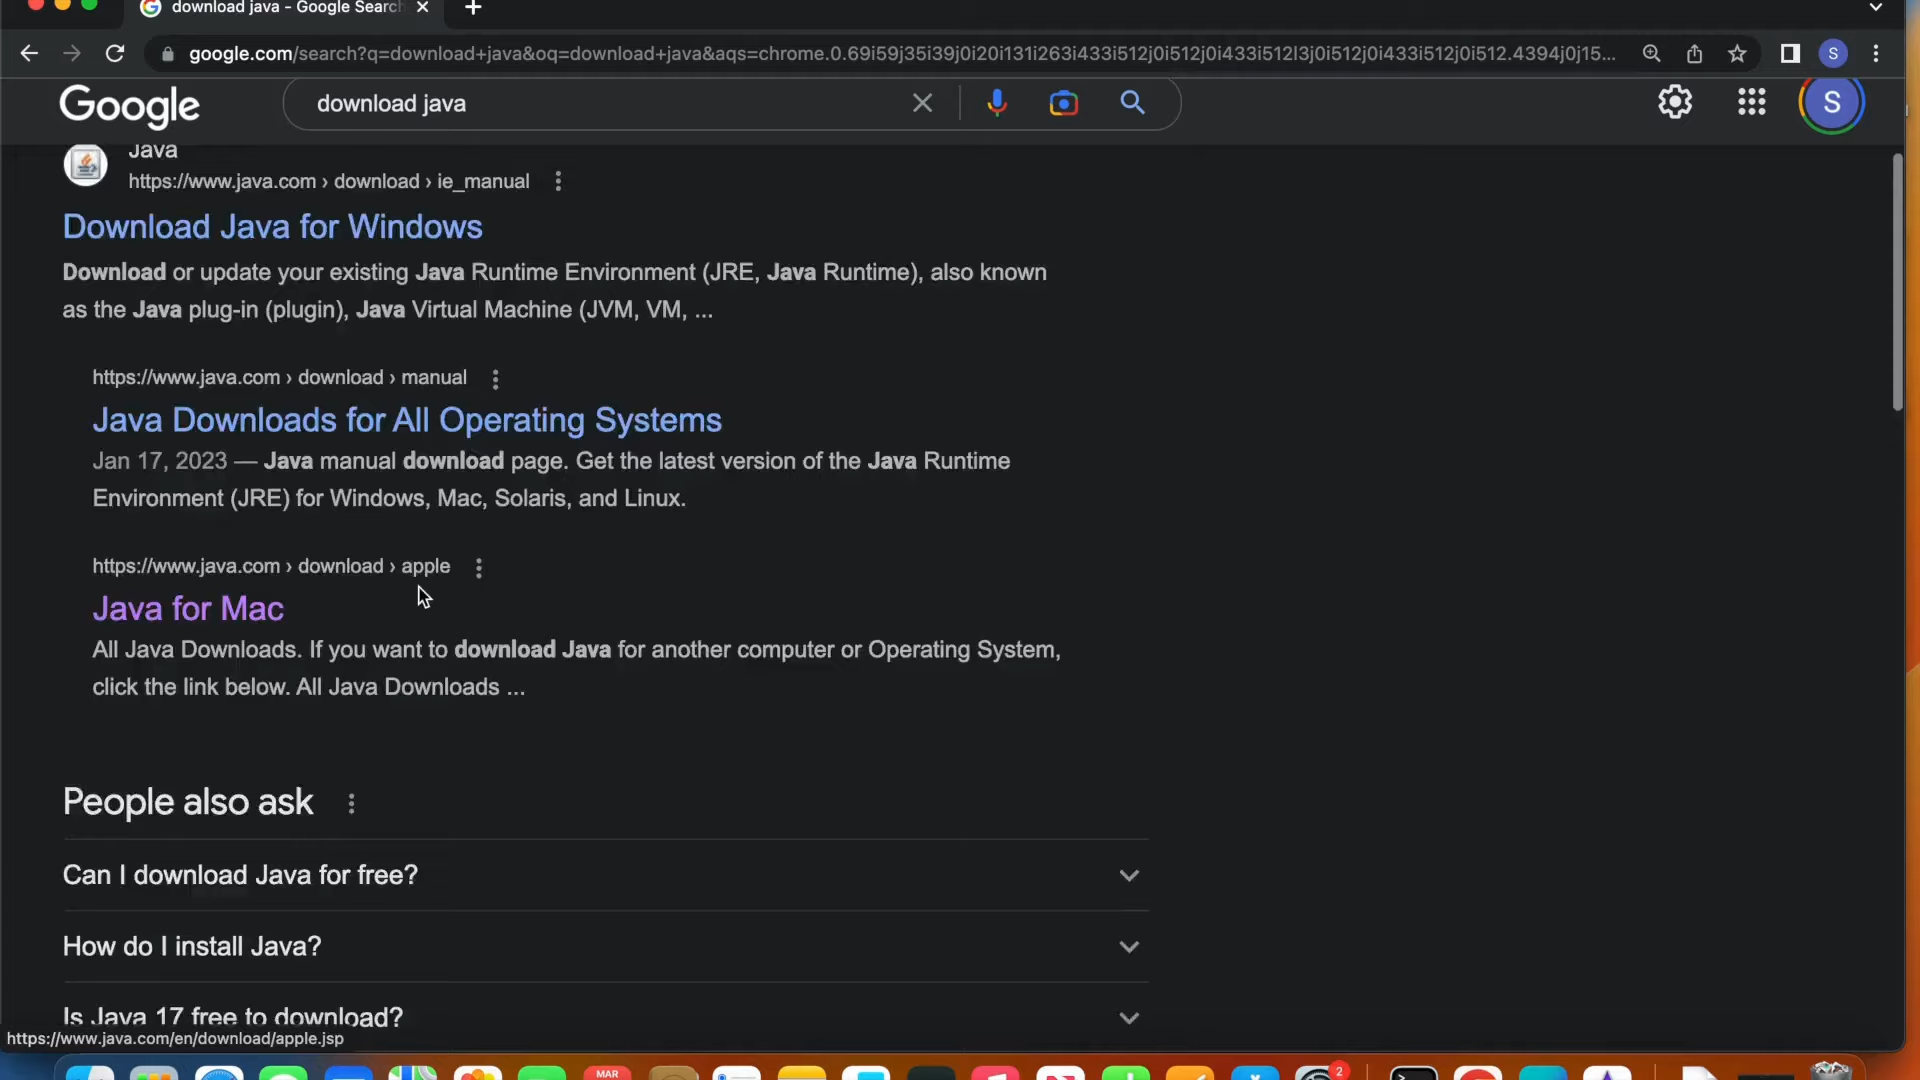 download java - Google Search
google.com/search?q=download+java&oq=download+java&aqs=chrome.0.69i59j35i39j0i20i131i263i433i512j0i512j0i433i512l3j0i512j0i433i512j0i512.4394j0j15...
S
Google
download java
S
Java
https://www.java.com › download › ie_manual
Download Java for Windows
Download or update your existing Java Runtime Environment (JRE, Java Runtime), also known
as the Java plug-in (plugin), Java Virtual Machine (JVM, VM, ...
https://www.java.com › download › manual
Java Downloads for All Operating Systems
Jan 17, 2023 — Java manual download page. Get the latest version of the Java Runtime
Environment (JRE) for Windows, Mac, Solaris, and Linux.
https://www.java.com › download › apple
Java for Mac
All Java Downloads. If you want to download Java for another computer or Operating System,
click the link below. All Java Downloads ...
People also ask
Can I download Java for free?
How do I install Java?
Is Java 17 free to download?
https://www.java.com/en/download/apple.jsp
MAR
2